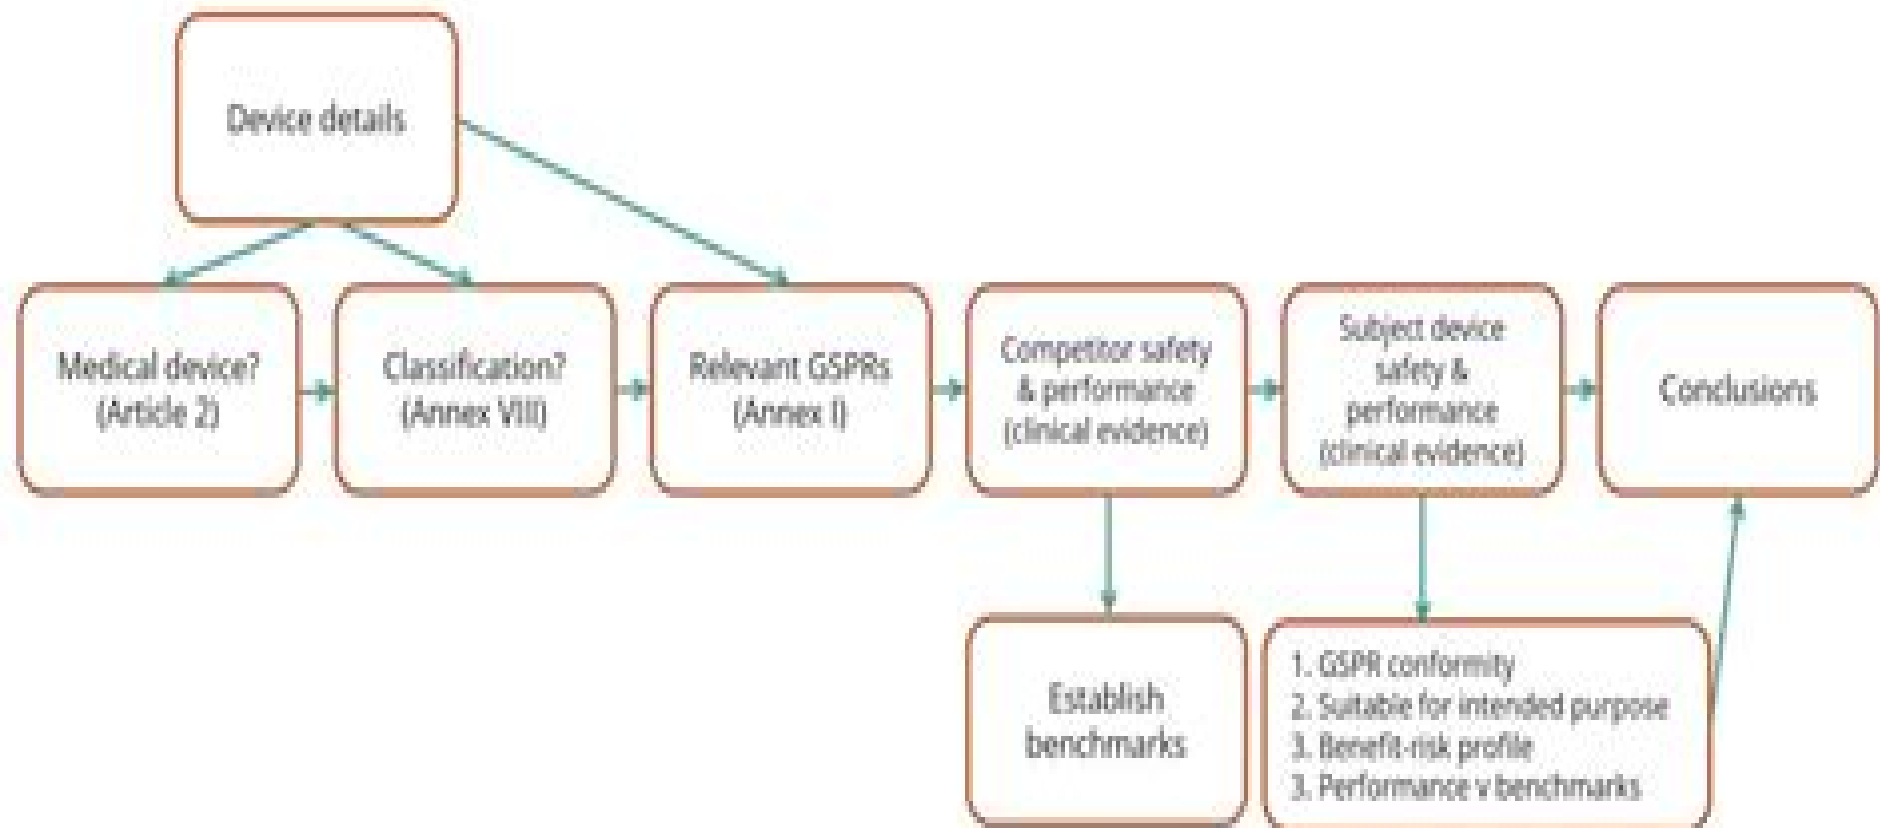 Device details
Medical device?
(Article 2)
Classification?
(Annex VIII)
Relevant GSPRs
(Annex I)
Competitor safety
& performance
(clinical evidence)
Subject device
safety &
performance
(clinical evidence)
Conclusions
Establish
benchmarks
1. GSPR conformity
2. Suitable for intended purpose
3. Benefit-risk profile
3. Performance v benchmarks